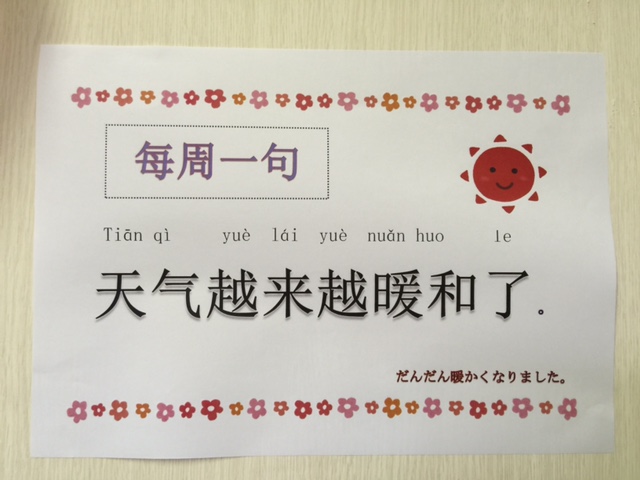 每周一句
Tiān qì yuè lái yuè nuǎn huo le
天气越来越暖和了。
だんだん暖かくなりました。